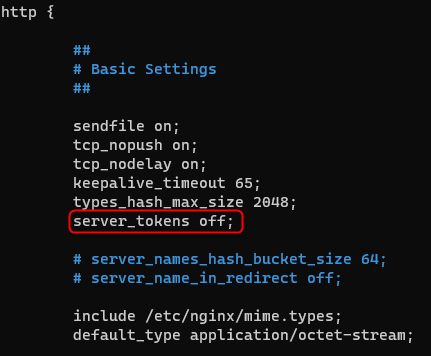 http {
##
# Basic Settings
##
sendfile on;
tcp_nopush on;
tcp_nodelay on;
keepalive_timeout 65;
types_hash_max_size 2048;
server_tokens off;
# server_names_hash_bucket_size 64;
# server_name_in_redirect off;
include /etc/nginx/mime.types;
default_type application/octet-stream;